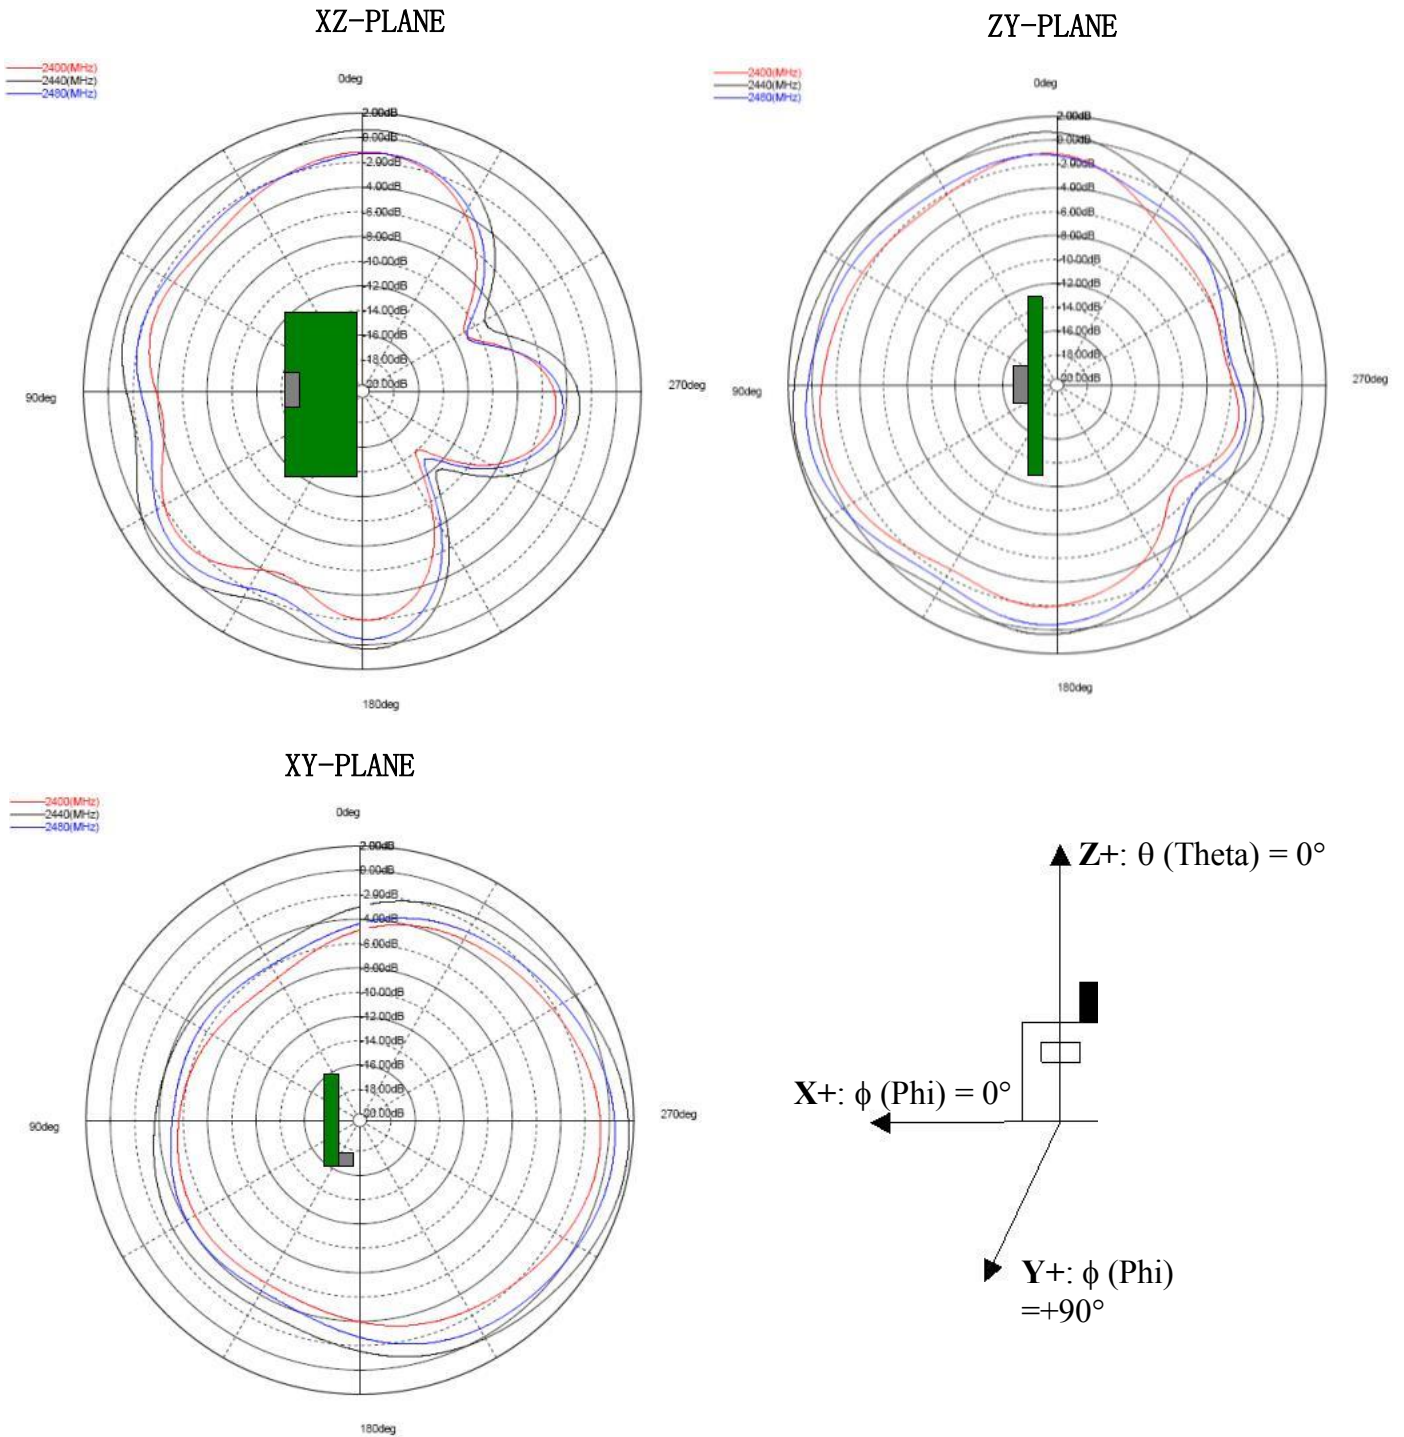 XZ-PLANE
2400(MHz)
2440(MHz)
2480(MHz)
0deg
2.00dB
0.00dB
-2.00dB
-4.00dB
-6.00dB
-8.00dB
-10.00dB
-12.00dB
-14.00dB
-16.00dB
-18.00dB
-20.00dB
90deg
270deg
180deg
ZY-PLANE
2400(MHz)
2440(MHz)
2480(MHz)
0deg
2.00dB
0.00dB
-2.00dB
-4.00dB
-6.00dB
-8.00dB
-10.00dB
-12.00dB
-14.00dB
-16.00dB
-18.00dB
-20.00dB
90deg
270deg
180deg
XY-PLANE
2400(MHz)
2440(MHz)
2480(MHz)
0deg
2.00dB
0.00dB
-2.00dB
-4.00dB
-6.00dB
-8.00dB
-10.00dB
-12.00dB
-14.00dB
-16.00dB
-18.00dB
-20.00dB
90deg
270deg
180deg
Z+: θ (Theta) = 0°
X+: ϕ (Phi) = 0°
Y+: ϕ (Phi)
=+90°